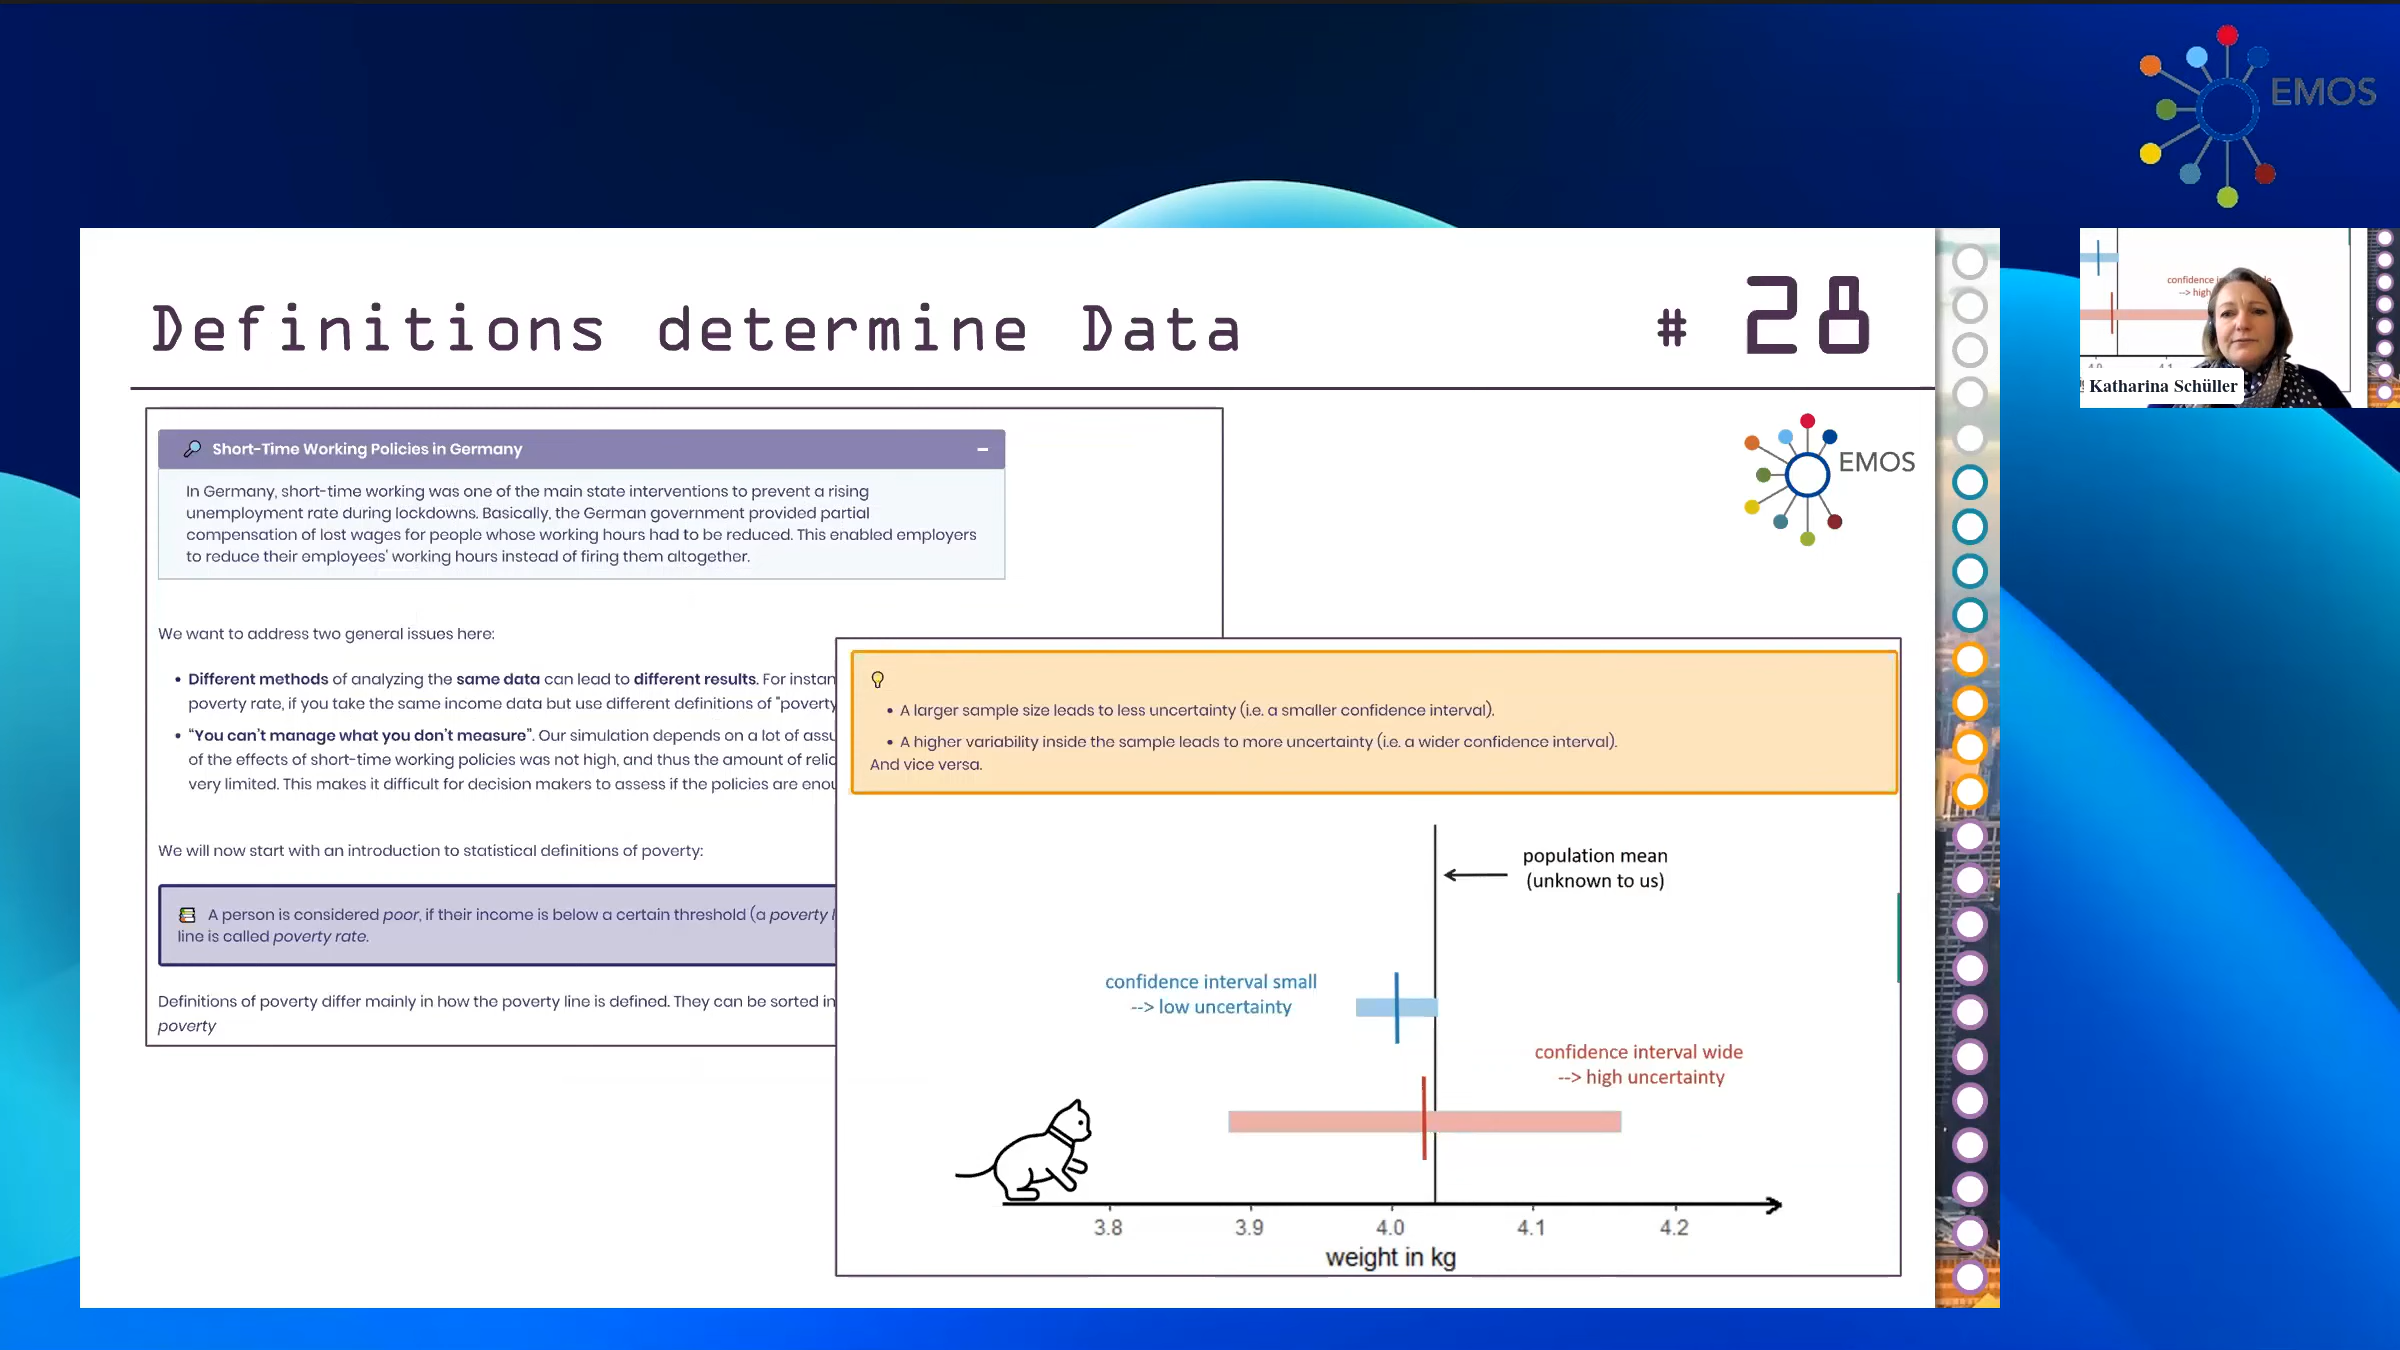 EMOS
Definitions determine Data
# 28
Short-Time Working Policies in Germany
In Germany, short-time working was one of the main state interventions to prevent a rising
unemployment rate during lockdowns. Basically, the German government provided partial
compensation of lost wages for people whose working hours had to be reduced. This enabled employers
to reduce their employees' working hours instead of firing them altogether.
EMOS
We want to address two general issues here:
• Different methods of analyzing the same data can lead to different results. For instan
poverty rate, if you take the same income data but use different definitions of "poverty
• "You can't manage what you don't measure". Our simulation depends on a lot of assu
of the effects of short-time working policies was not high, and thus the amount of relia
very limited. This makes it difficult for decision makers to assess if the policies are enou
We will now start with an introduction to statistical definitions of poverty:
A person is considered poor, if their income is below a certain threshold (a poverty l
line is called poverty rate.
Definitions of poverty differ mainly in how the poverty line is defined. They can be sorted in
poverty
• A larger sample size leads to less uncertainty (i.e. a smaller confidence interval).
• A higher variability inside the sample leads to more uncertainty (i.e. a wider confidence interval).
And vice versa.
population mean
(unknown to us)
confidence interval small
--> low uncertainty
confidence interval wide
--> high uncertainty
3.8 3.9 4.0 4.1 4.2
weight in kg
Katharina Schüller